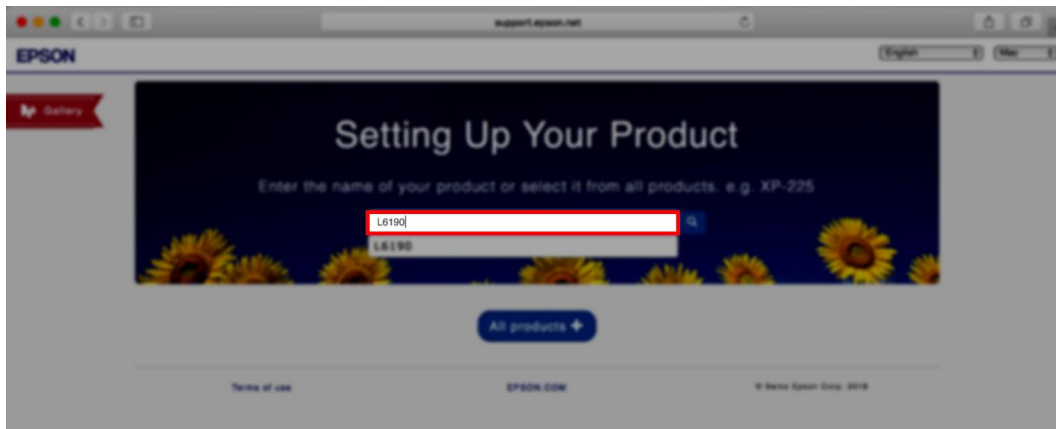 support.epson.net
EPSON
English
Mac
Gallery
Setting Up Your Product
Enter the name of your product or select it from all products. e.g. XP-225
L6190
L6190
All products +
Terms of use
EPSON.COM
© Seiko Epson Corp. 2018